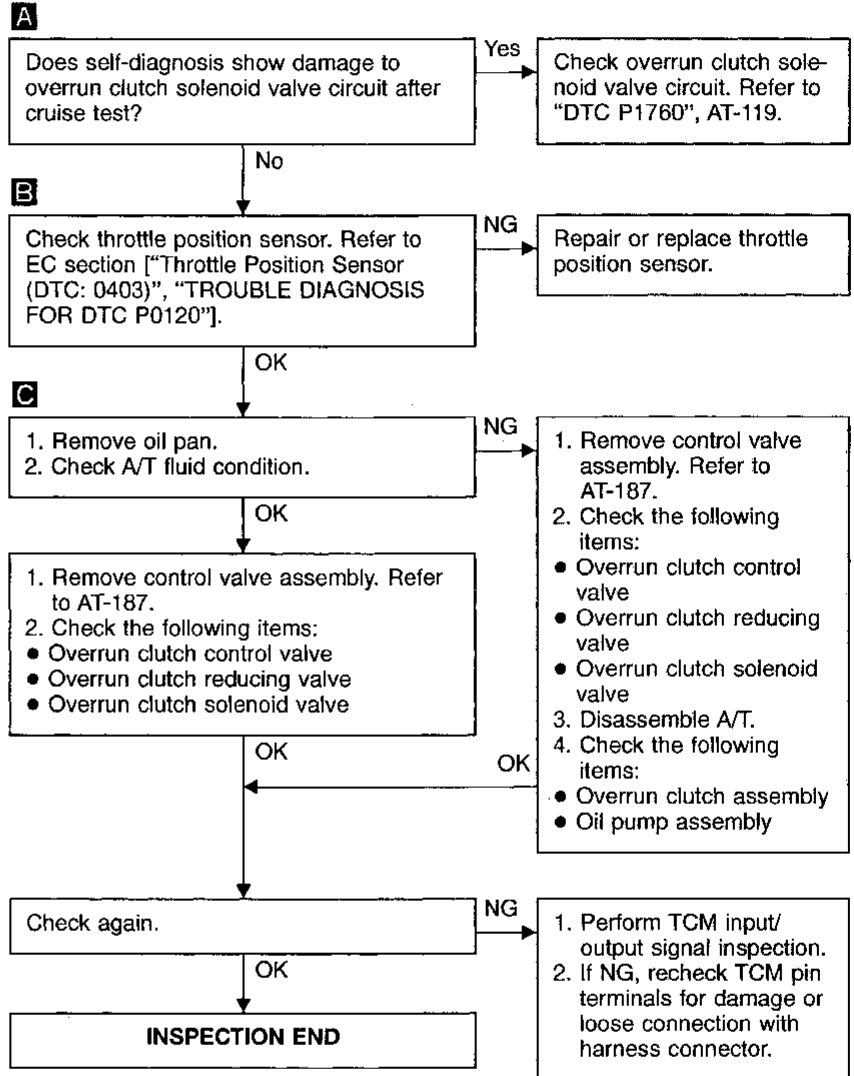 A
Does self-diagnosis show damage to
overrun clutch solenoid valve circuit after
cruise test?
Yes
Check overrun clutch sole-
noid valve circuit. Refer to
“DTC P1760”, AT-119.
No
B
Check throttle position sensor. Refer to
EC section [“Throttle Position Sensor
(DTC: 0403)”, “TROUBLE DIAGNOSIS
FOR DTC P0120”].
NG
Repair or replace throttle
position sensor.
OK
C
1. Remove oil pan.
2. Check A/T fluid condition.
NG
1. Remove control valve
assembly. Refer to
AT-187.
2. Check the following
items:
● Overrun clutch control
valve
● Overrun clutch reducing
valve
● Overrun clutch solenoid
valve
3. Disassemble A/T.
4. Check the following
items:
● Overrun clutch assembly
● Oil pump assembly
OK
1. Remove control valve assembly. Refer
to AT-187.
2. Check the following items:
● Overrun clutch control valve
● Overrun clutch reducing valve
● Overrun clutch solenoid valve
OK
OK
Check again.
NG
1. Perform TCM input/
output signal inspection.
2. If NG, recheck TCM pin
terminals for damage or
loose connection with
harness connector.
OK
INSPECTION END